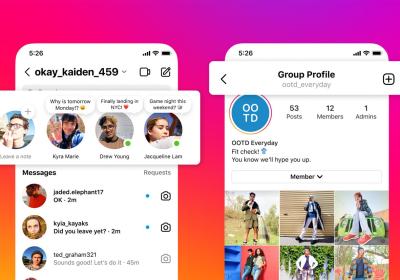 5:26
okay_kaiden_459
Why is tomorrow
Monday!? 😩
Finally landing in
NYC! ❤️
Game night this
weekend? 🎲
Leave a note
Kyra Marie
Drew Young
Jacqueline Lam
Messages
Requests
jaded.elephant17
OK · 2m
kyia_kayaks
Did you leave yet? · 2m
ted_graham321
Sounds good! Let's do it · 45m
5:26
Group Profile
ootd_everyday
OO
TD
53
Posts
12
Members
1
Admins
OOTD Everyday
Fit check!
You know we'll hype you up.
Member